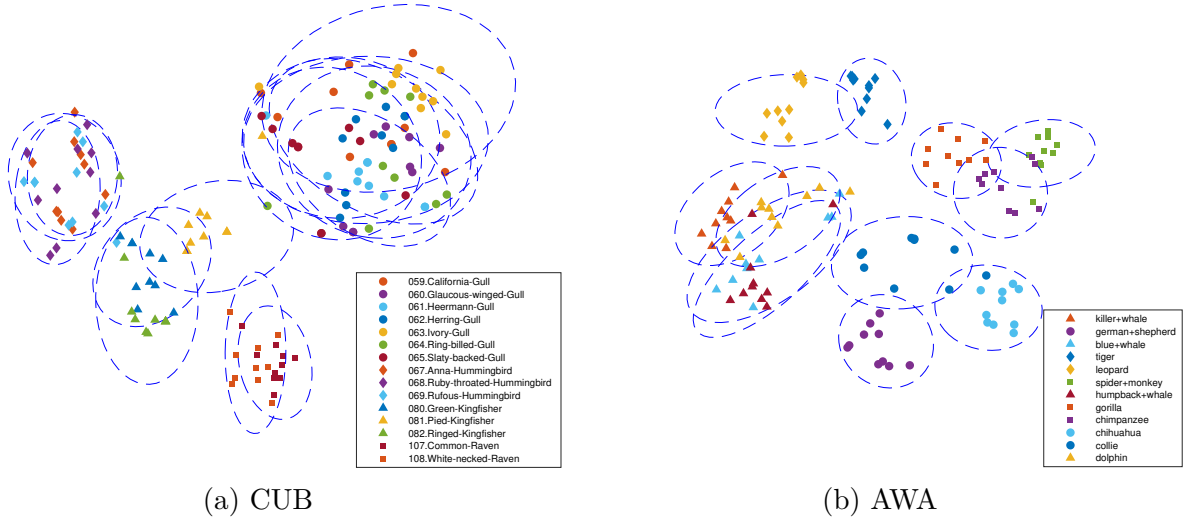 059.California-Gull
060.Glaucous-winged-Gull
061.Heermann-Gull
062.Herring-Gull
063.Ivory-Gull
064.Ring-billed-Gull
065.Slaty-backed-Gull
067.Anna-Hummingbird
068.Ruby-throated-Hummingbird
069.Rufous-Hummingbird
080.Green-Kingfisher
081.Pied-Kingfisher
082.Ringed-Kingfisher
107.Common-Raven
108.White-necked-Raven
(a) CUB
killer+whale
german+shepherd
blue+whale
tiger
leopard
spider+monkey
humpback+whale
gorilla
chimpanzee
chihuahua
collie
dolphin
(b) AWA